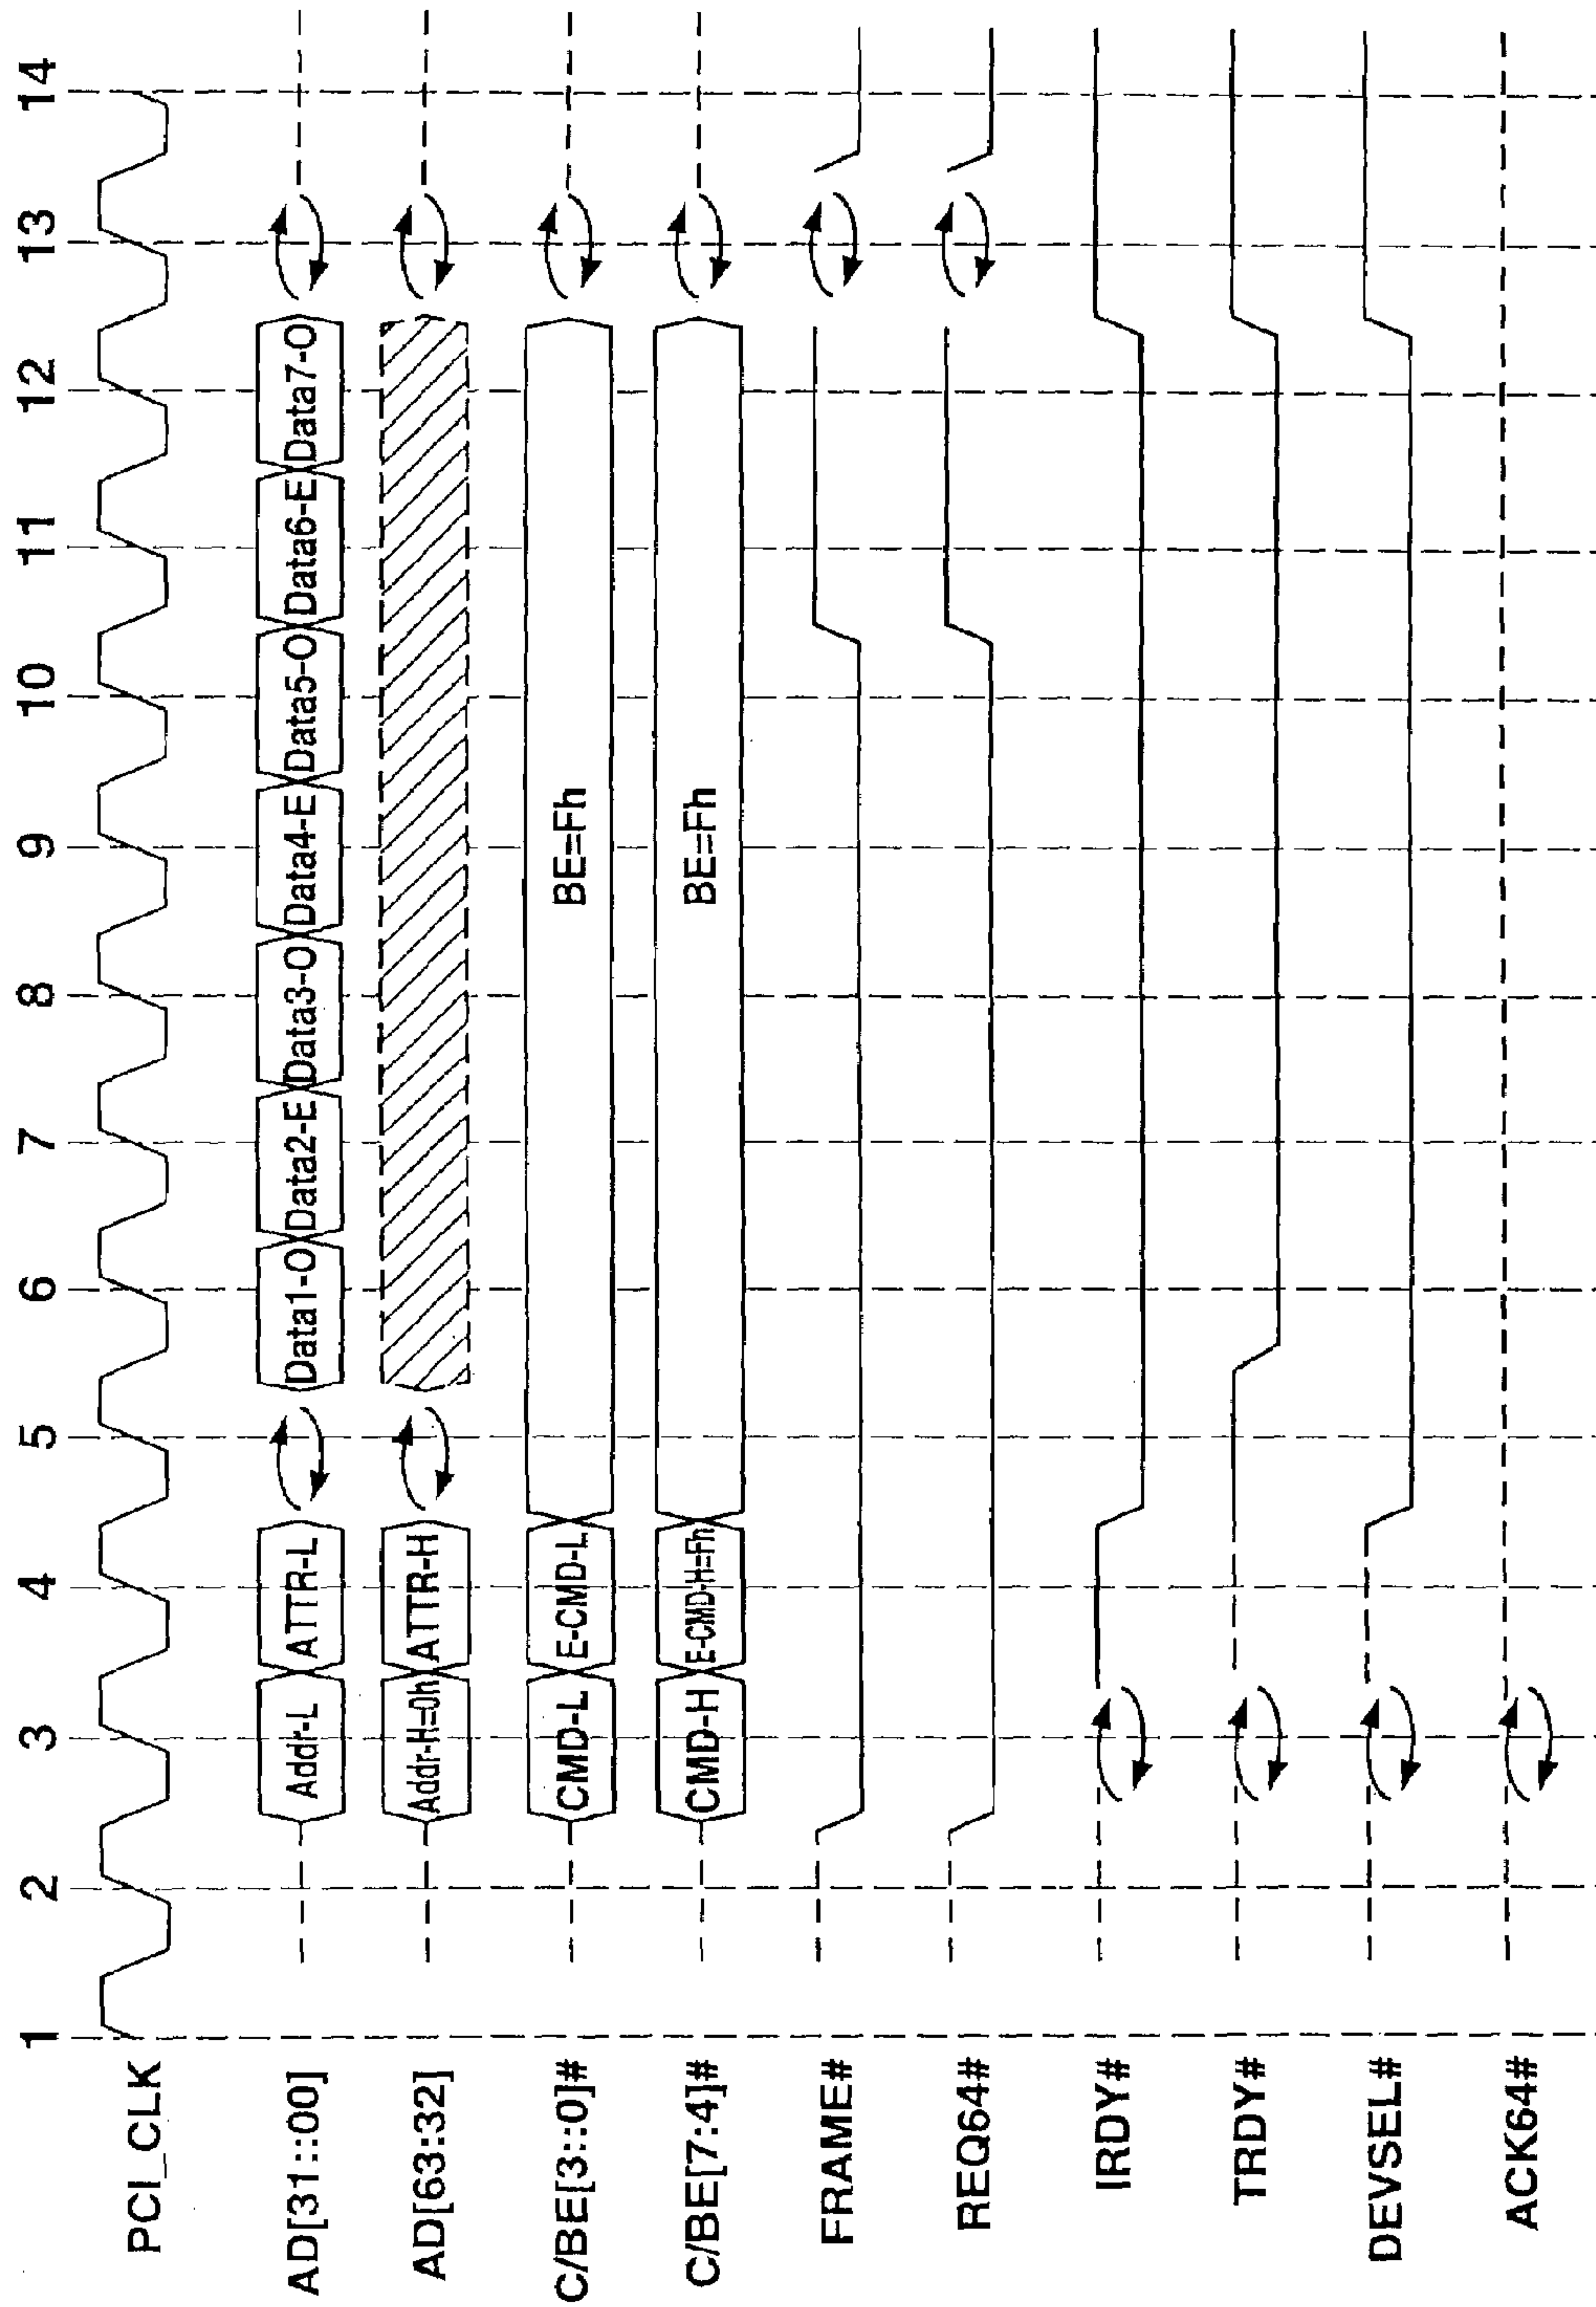 1 2 3 4 5 6 7 8 9 10 11 12 13 14
PCI_CLK
AD[31::00] Addr-L ATTR-L Data1-O Data2-E Data3-O Data4-E Data5-O Data6-E Data7-O
AD[63:32] Addr-H=0h ATTR-H
C/BE[3::0]# CMD-L E-CMD-L BE=Fh
C/BE[7:4]# CMD-H E-CMD-H=Fh BE=Fh
FRAME#
REQ64#
IRDY#
TRDY#
DEVSEL#
ACK64#